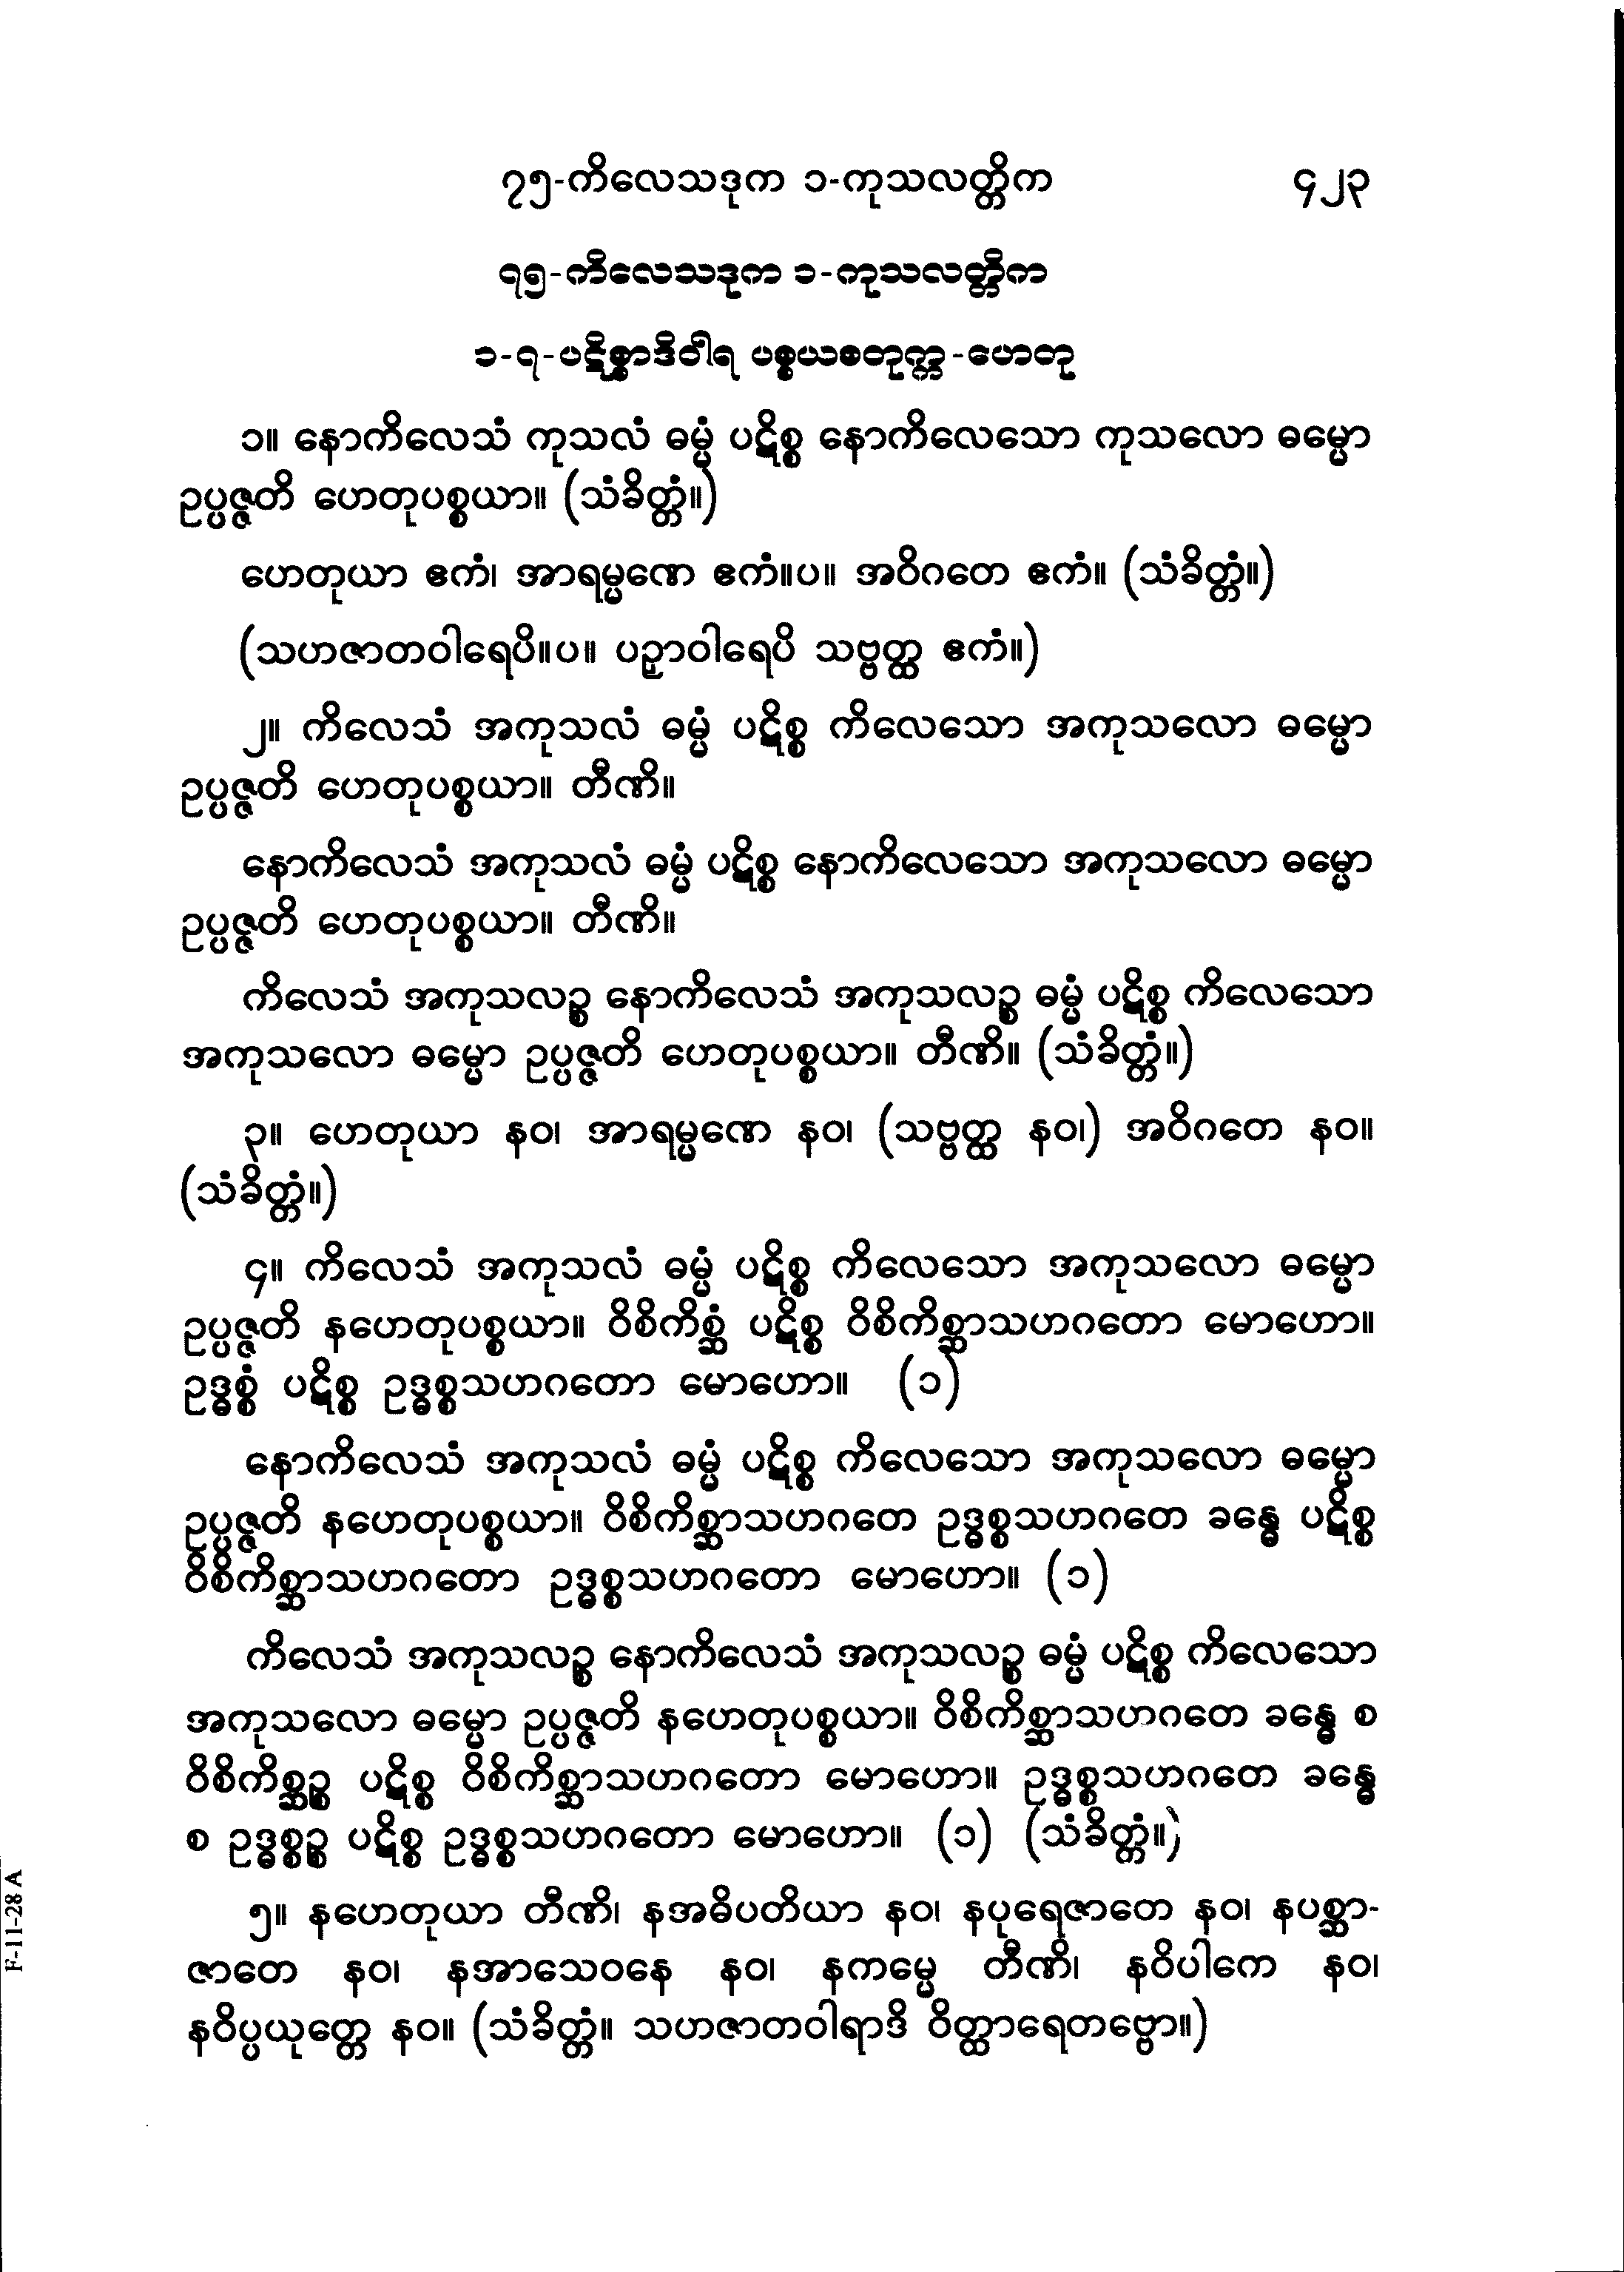 ၇၅-ကိလေသဒုက ၁-ကုသလတ္တိက ၄၂၃
၇၅-ကိလေသဒုက ၁-ကုသလတ္တိက
၁-၇-ပဋိစ္စာဒိဝါရ ပစ္စယစတုက္က-ဟေတု
၁။ နောကိလေသံ ကုသလံ ဓမ္မံ ပဋိစ္စ နောကိလေသော ကုသလော ဓမ္မော
ဥပ္ပဇ္ဇတိ ဟေတုပစ္စယာ။ (သံခိတ္တံ။)
ဟေတုယာ ဧကံ၊ အာရမ္မဏေ ဧကံ။ပ။ အဝိဂတေ ဧကံ။ (သံခိတ္တံ။)
(သဟဇာတဝါရေပိ။ပ။ ပဉှာဝါရေပိ သဗ္ဗတ္ထ ဧကံ။)
၂။ ကိလေသံ အကုသလံ ဓမ္မံ ပဋိစ္စ ကိလေသော အကုသလော ဓမ္မော
ဥပ္ပဇ္ဇတိ ဟေတုပစ္စယာ။ တီဏိ။
နောကိလေသံ အကုသလံ ဓမ္မံ ပဋိစ္စ နောကိလေသော အကုသလော ဓမ္မော
ဥပ္ပဇ္ဇတိ ဟေတုပစ္စယာ။ တီဏိ။
ကိလေသံ အကုသလဉ္စ နောကိလေသံ အကုသလဉ္စ ဓမ္မံ ပဋိစ္စ ကိလေသော
အကုသလော ဓမ္မော ဥပ္ပဇ္ဇတိ ဟေတုပစ္စယာ။ တီဏိ။ (သံခိတ္တံ။)
၃။ ဟေတုယာ နဝ၊ အာရမ္မဏေ နဝ၊ (သဗ္ဗတ္ထ နဝ၊) အဝိဂတေ နဝ။
(သံခိတ္တံ။)
၄။ ကိလေသံ အကုသလံ ဓမ္မံ ပဋိစ္စ ကိလေသော အကုသလော ဓမ္မော
ဥပ္ပဇ္ဇတိ နဟေတုပစ္စယာ။ ဝိစိကိစ္ဆံ ပဋိစ္စ ဝိစိကိစ္ဆာသဟဂတော မောဟော။
ဥဒ္ဓစ္စံ ပဋိစ္စ ဥဒ္ဓစ္စသဟဂတော မောဟော။ (၁)
နောကိလေသံ အကုသလံ ဓမ္မံ ပဋိစ္စ ကိလေသော အကုသလော ဓမ္မော
ဥပ္ပဇ္ဇတိ နဟေတုပစ္စယာ။ ဝိစိကိစ္ဆာသဟဂတေ ဥဒ္ဓစ္စသဟဂတေ ခန္ဓေ ပဋိစ္စ
ဝိစိကိစ္ဆာသဟဂတော ဥဒ္ဓစ္စသဟဂတော မောဟော။ (၁)
ကိလေသံ အကုသလဉ္စ နောကိလေသံ အကုသလဉ္စ ဓမ္မံ ပဋိစ္စ ကိလေသော
အကုသလော ဓမ္မော ဥပ္ပဇ္ဇတိ နဟေတုပစ္စယာ။ ဝိစိကိစ္ဆာသဟဂတေ ခန္ဓေ စ
ဝိစိကိစ္ဆဉ္စ ပဋိစ္စ ဝိစိကိစ္ဆာသဟဂတော မောဟော။ ဥဒ္ဓစ္စသဟဂတေ ခန္ဓေ
စ ဥဒ္ဓစ္စဉ္စ ပဋိစ္စ ဥဒ္ဓစ္စသဟဂတော မောဟော။ (၁) (သံခိတ္တံ။)
၅။ နဟေတုယာ တီဏိ၊ နအဓိပတိယာ နဝ၊ နပုရေဇာတေ နဝ၊ နပစ္ဆာ-
ဇာတေ နဝ၊ နအာသေဝနေ နဝ၊ နကမ္မေ တီဏိ၊ နဝိပါကေ နဝ၊
နဝိပ္ပယုတ္တေ နဝ။ (သံခိတ္တံ။ သဟဇာတဝါရာဒိ ဝိတ္ထာရေတဗ္ဗော။)
F-11-28 A